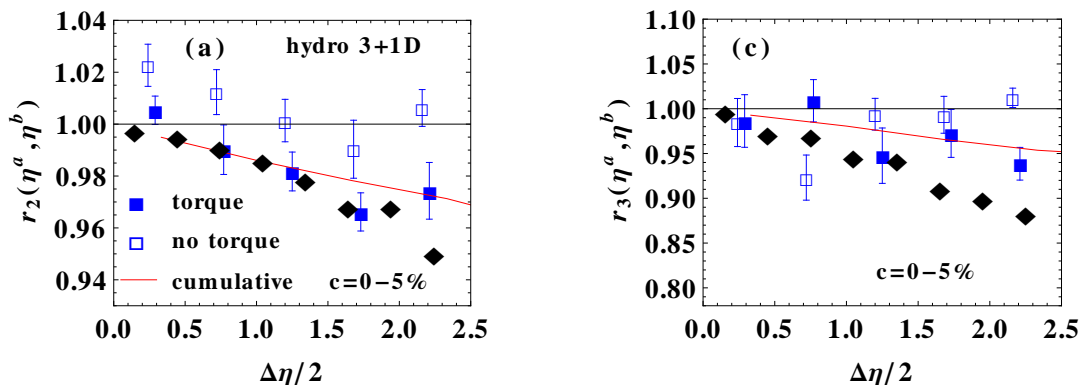 (a) hydro 3+1D
1.04
1.02
1.00
0.98
0.96
0.94
r₂(ηᵃ,ηᵇ)
torque
no torque
cumulative c=0−5%
0.0 0.5 1.0 1.5 2.0 2.5
Δη/2
(c)
1.10
1.05
1.00
0.95
0.90
0.85
0.80
r₃(ηᵃ,ηᵇ)
c=0−5%
0.0 0.5 1.0 1.5 2.0 2.5
Δη/2